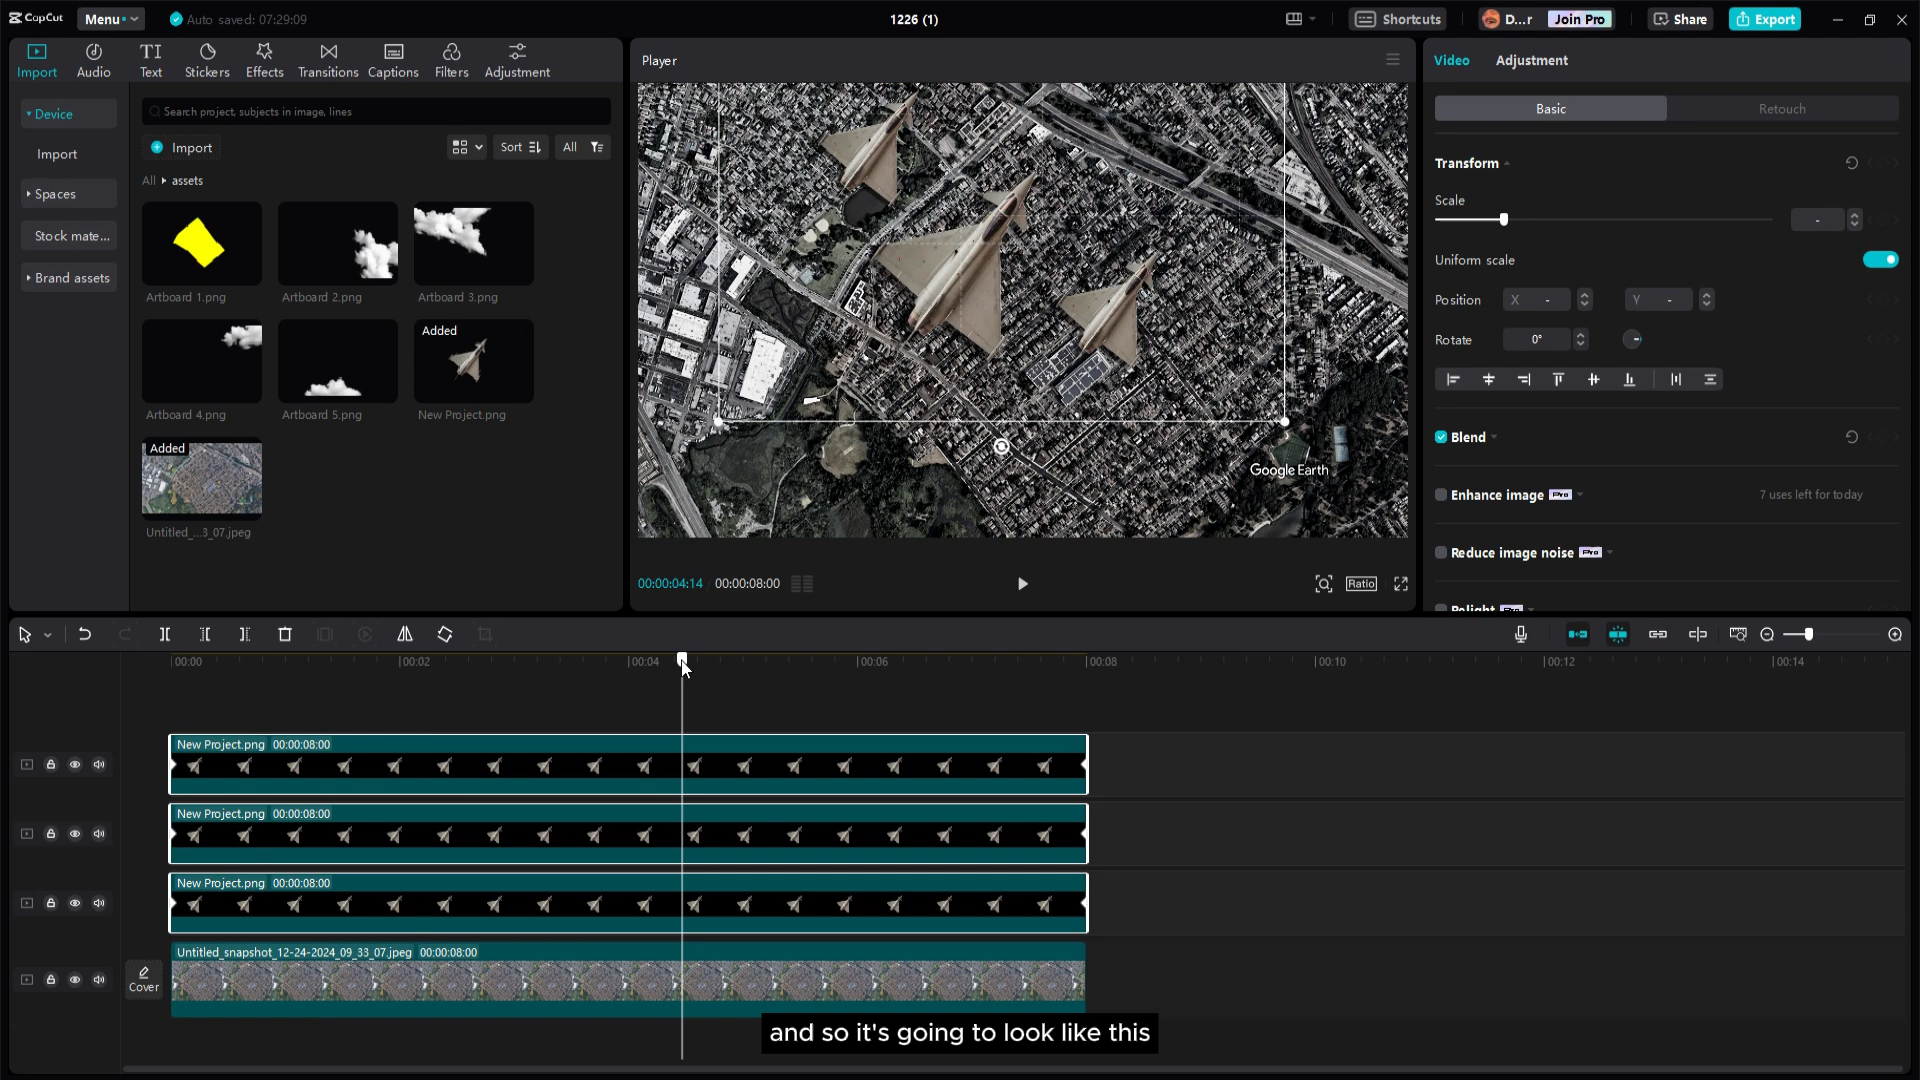 CapCut
Menu
Auto saved: 07:29:09
1226 (1)
Shortcuts
D...r
Join Pro
Share
Export
Import
Audio
TI
Text
Stickers
Effects
Transitions
Captions
Filters
Adjustment
Device
Import
Spaces
Stock mate...
Brand assets
Search project, subjects in image, lines
Import
Sort
All
All
assets
Artboard 1.png
Artboard 2.png
Artboard 3.png
Artboard 4.png
Artboard 5.png
Added
New Project.png
Added
Untitled_...3_07.jpeg
Player
Google Earth
00:00:04:14
00:00:08:00
Ratio
Video
Adjustment
Basic
Retouch
Transform
Scale
-
Uniform scale
Position
X -
Y -
Rotate
0°
Blend
Enhance image
Pro
7 uses left for today
Reduce image noise
Pro
Relight
Pro
00:00
00:02
00:04
00:06
00:08
00:10
00:12
00:14
New Project.png 00:00:08:00
New Project.png 00:00:08:00
New Project.png 00:00:08:00
Untitled_snapshot_12-24-2024_09_33_07.jpeg 00:00:08:00
Cover
and so it's going to look like this